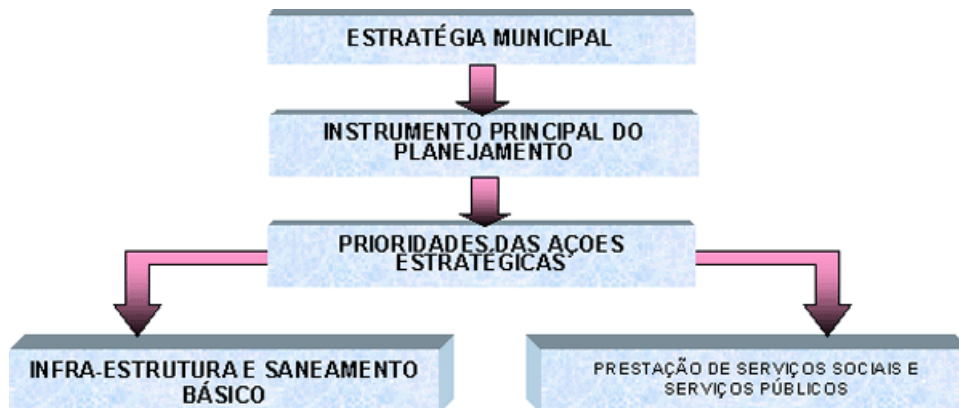 ESTRATÉGIA MUNICIPAL
INSTRUMENTO PRINCIPAL DO
PLANEJAMENTO
PRIORIDADES DAS AÇOES
ESTRATÉGICAS
INFRA-ESTRUTURA E SANEAMENTO
BÁSICO
PRESTAÇÃO DE SERVIÇOS SOCIAIS E
SERVIÇOS PÚBLICOS